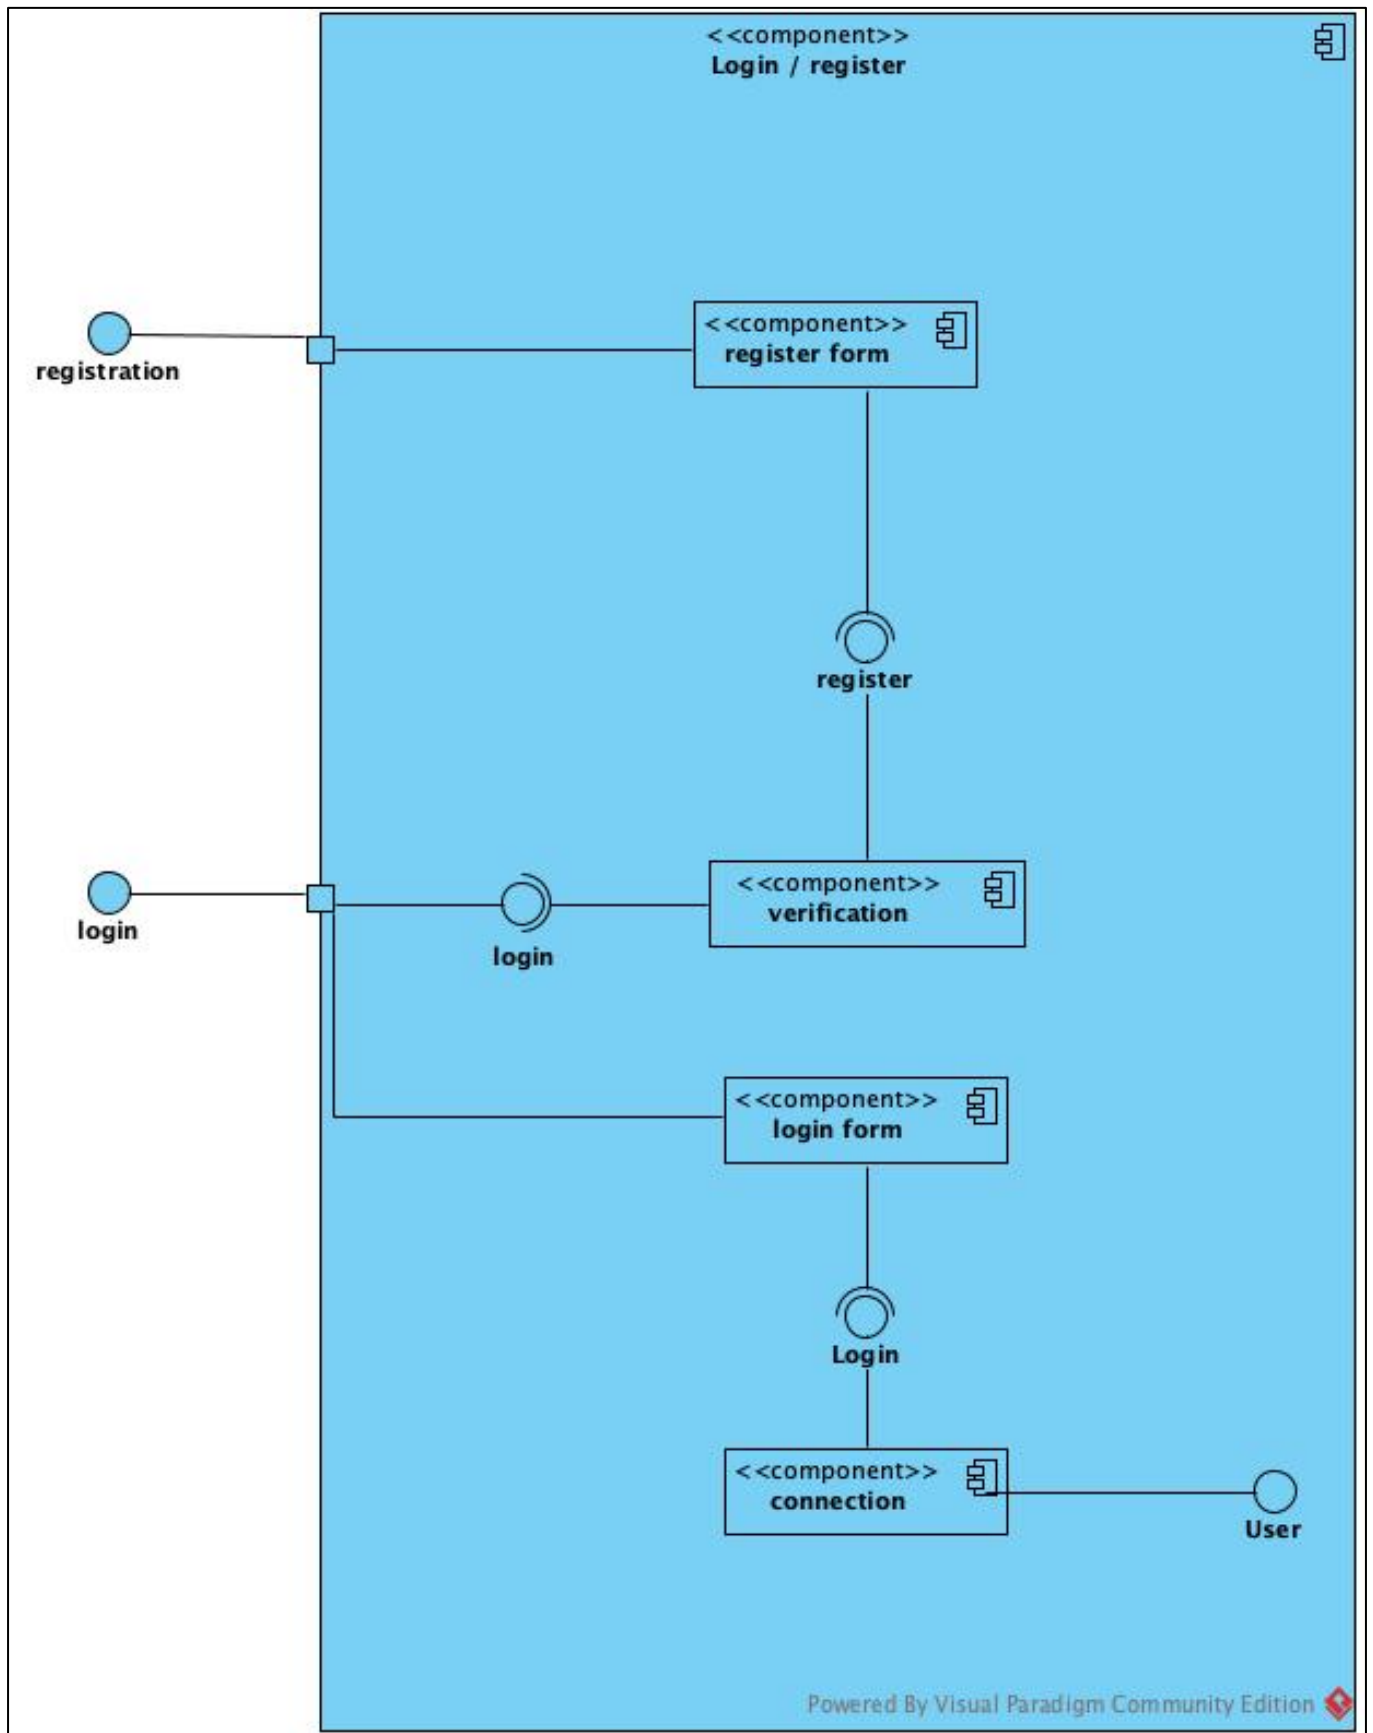 <<component>>
Login / register
<<component>>
register form
registration
register
<<component>>
verification
login
login
<<component>>
login form
Login
<<component>>
connection
User
Powered By Visual Paradigm Community Edition